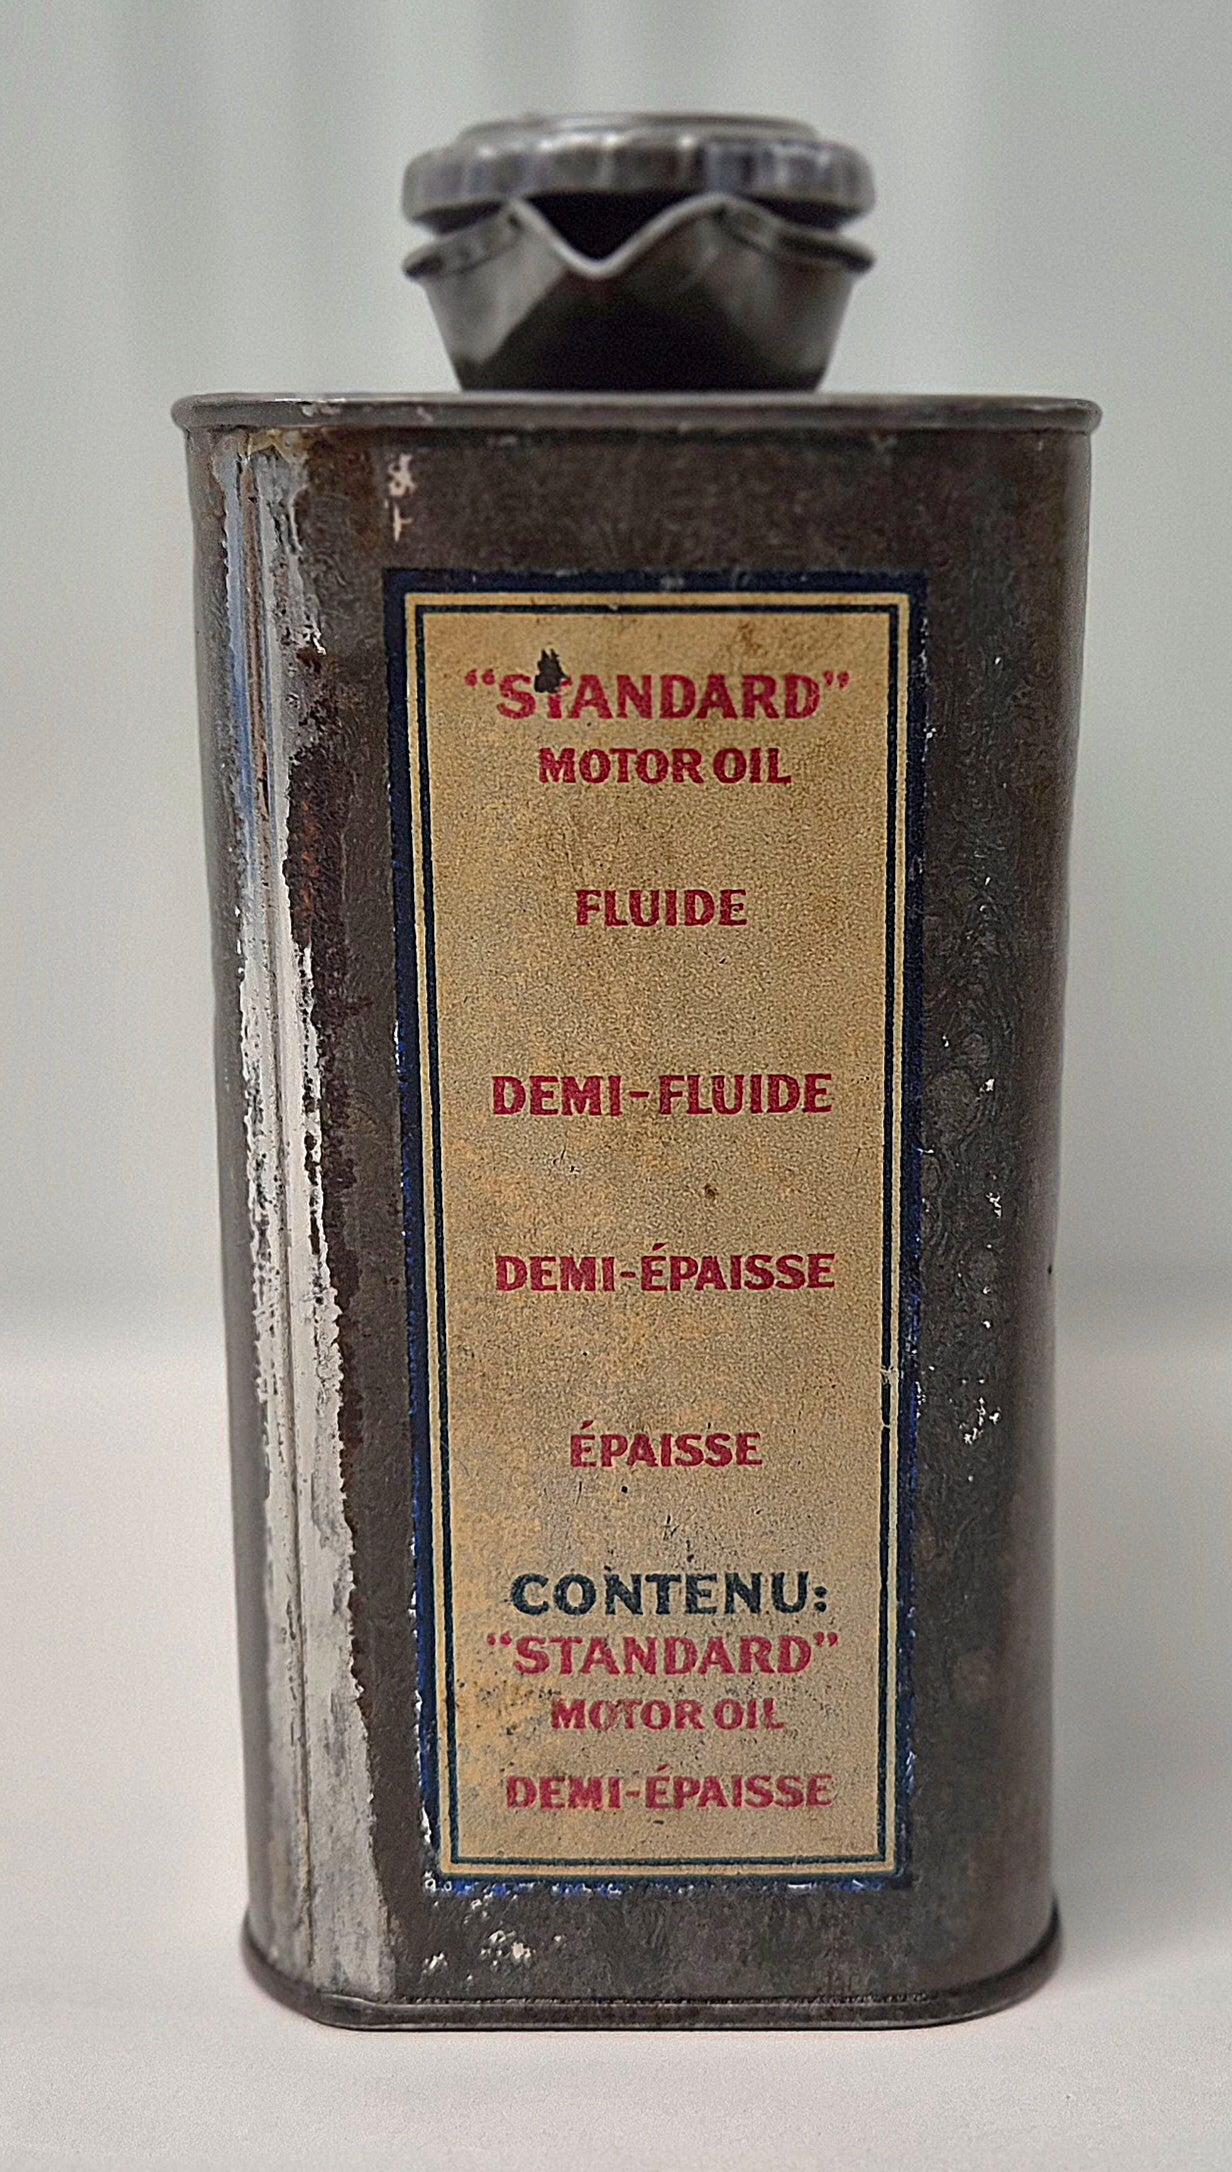 “STANDARD”
MOTOR OIL
FLUIDE
DEMI-FLUIDE
DEMI-ÉPAISSE
ÉPAISSE
CONTENU:
“STANDARD”
MOTOR OIL
DEMI-ÉPAISSE